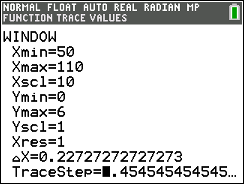 NORMAL FLOAT AUTO REAL RADIAN MP
FUNCTION TRACE VALUES
WINDOW
Xmin=50
Xmax=110
Xscl=10
Ymin=0
Ymax=6
Yscl=1
Xres=1
△X=0.22727272727273
TraceStep=.454545454545…